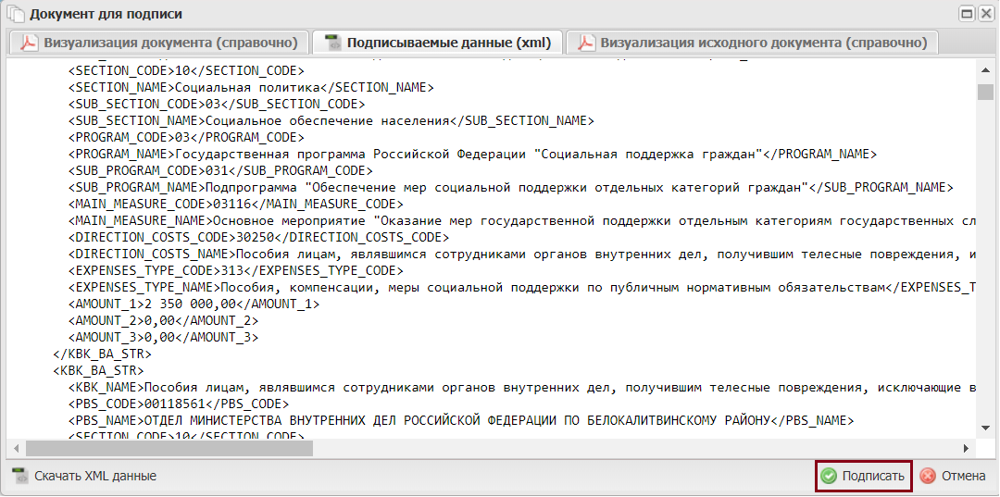 Документ для подписи
Визуализация документа (справочно)
Подписываемые данные (xml)
Визуализация исходного документа (справочно)
<SECTION_CODE>10</SECTION_CODE>
<SECTION_NAME>Социальная политика</SECTION_NAME>
<SUB_SECTION_CODE>03</SUB_SECTION_CODE>
<SUB_SECTION_NAME>Социальное обеспечение населения</SUB_SECTION_NAME>
<PROGRAM_CODE>03</PROGRAM_CODE>
<PROGRAM_NAME>Государственная программа Российской Федерации "Социальная поддержка граждан"</PROGRAM_NAME>
<SUB_PROGRAM_CODE>031</SUB_PROGRAM_CODE>
<SUB_PROGRAM_NAME>Подпрограмма "Обеспечение мер социальной поддержки отдельных категорий граждан"</SUB_PROGRAM_NAME>
<MAIN_MEASURE_CODE>03116</MAIN_MEASURE_CODE>
<MAIN_MEASURE_NAME>Основное мероприятие "Оказание мер государственной поддержки отдельным категориям государственных сл
<DIRECTION_COSTS_CODE>30250</DIRECTION_COSTS_CODE>
<DIRECTION_COSTS_NAME>Пособия лицам, являвшимся сотрудниками органов внутренних дел, получившим телесные повреждения, и
<EXPENSES_TYPE_CODE>313</EXPENSES_TYPE_CODE>
<EXPENSES_TYPE_NAME>Пособия, компенсации, меры социальной поддержки по публичным нормативным обязательствам</EXPENSES_T
<AMOUNT_1>2 350 000,00</AMOUNT_1>
<AMOUNT_2>0,00</AMOUNT_2>
<AMOUNT_3>0,00</AMOUNT_3>
</KBK_BA_STR>
<KBK_BA_STR>
<KBK_NAME>Пособия лицам, являвшимся сотрудниками органов внутренних дел, получившим телесные повреждения, исключающие в
<PBS_CODE>00118561</PBS_CODE>
<PBS_NAME>ОТДЕЛ МИНИСТЕРСТВА ВНУТРЕННИХ ДЕЛ РОССИЙСКОЙ ФЕДЕРАЦИИ ПО БЕЛОКАЛИТВИНСКОМУ РАЙОНУ</PBS_NAME>
<SECTION_CODE>10</SECTION_CODE>
Скачать XML данные
Подписать
Отмена